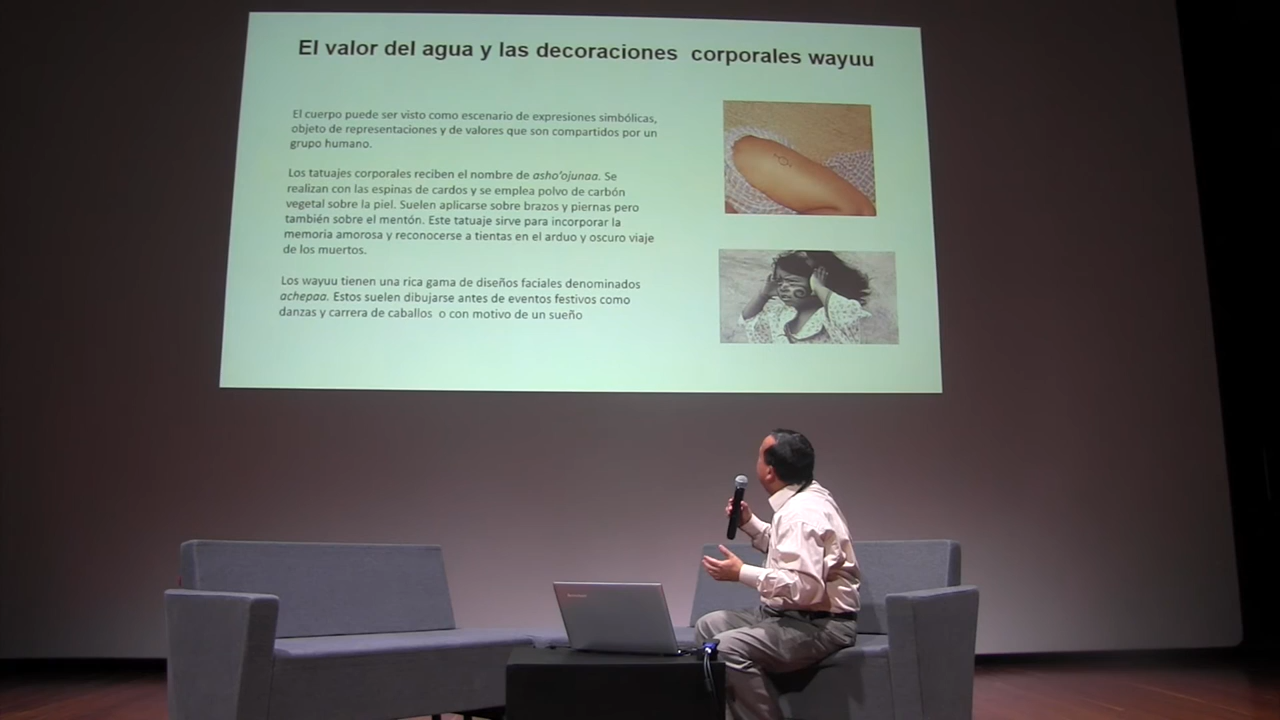 El valor del agua y las decoraciones corporales wayuu
El cuerpo puede ser visto como escenario de expresiones simbólicas,
objeto de representaciones y de valores que son compartidos por un
grupo humano.
Los tatuajes corporales reciben el nombre de asho'ojunaa. Se
realizan con las espinas de cardos y se emplea polvo de carbón
vegetal sobre la piel. Suelen aplicarse sobre brazos y piernas pero
también sobre el mentón. Este tatuaje sirve para incorporar la
memoria amorosa y reconocerse a tientas en el arduo y oscuro viaje
de los muertos.
Los wayuu tienen una rica gama de diseños faciales denominados
achepaa. Estos suelen dibujarse antes de eventos festivos como
danzas y carrera de caballos o con motivo de un sueño